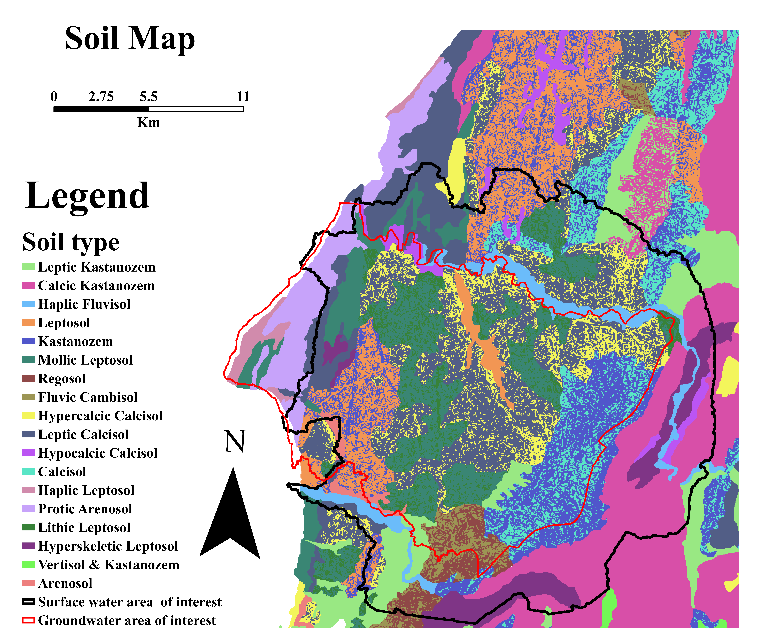 Soil Map
0 2.75 5.5 11
Km
Legend
Soil type
Leptic Kastanozem
Calcic Kastanozem
Haplic Fluvisol
Leptosol
Kastanozem
Mollic Leptosol
Regosol
Fluvic Cambisol
Hypercalcic Calcisol
Leptic Calcisol
Hypocalcic Calcisol
Calcisol
Haplic Leptosol
Protic Arenosol
Lithic Leptosol
Hyperskeletic Leptosol
Vertisol & Kastanozem
Arenosol
Surface water area of interest
Groundwater area of interest
N